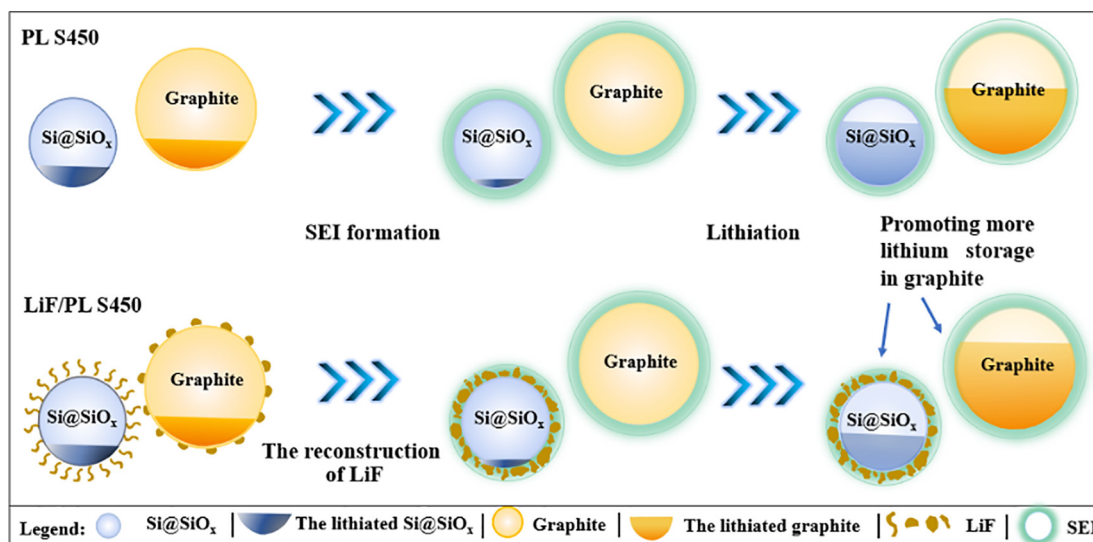 PL S450
Graphite
Si@SiOₓ
Graphite
Si@SiOₓ
Graphite
Si@SiOₓ
SEI formation
Lithiation
Promoting more
lithium storage
in graphite
LiF/PL S450
Graphite
Si@SiOₓ
Graphite
Si@SiOₓ
Graphite
Si@SiOₓ
The reconstruction
of LiF
Legend: Si@SiOₓ The lithiated Si@SiOₓ Graphite The lithiated graphite LiF SEI